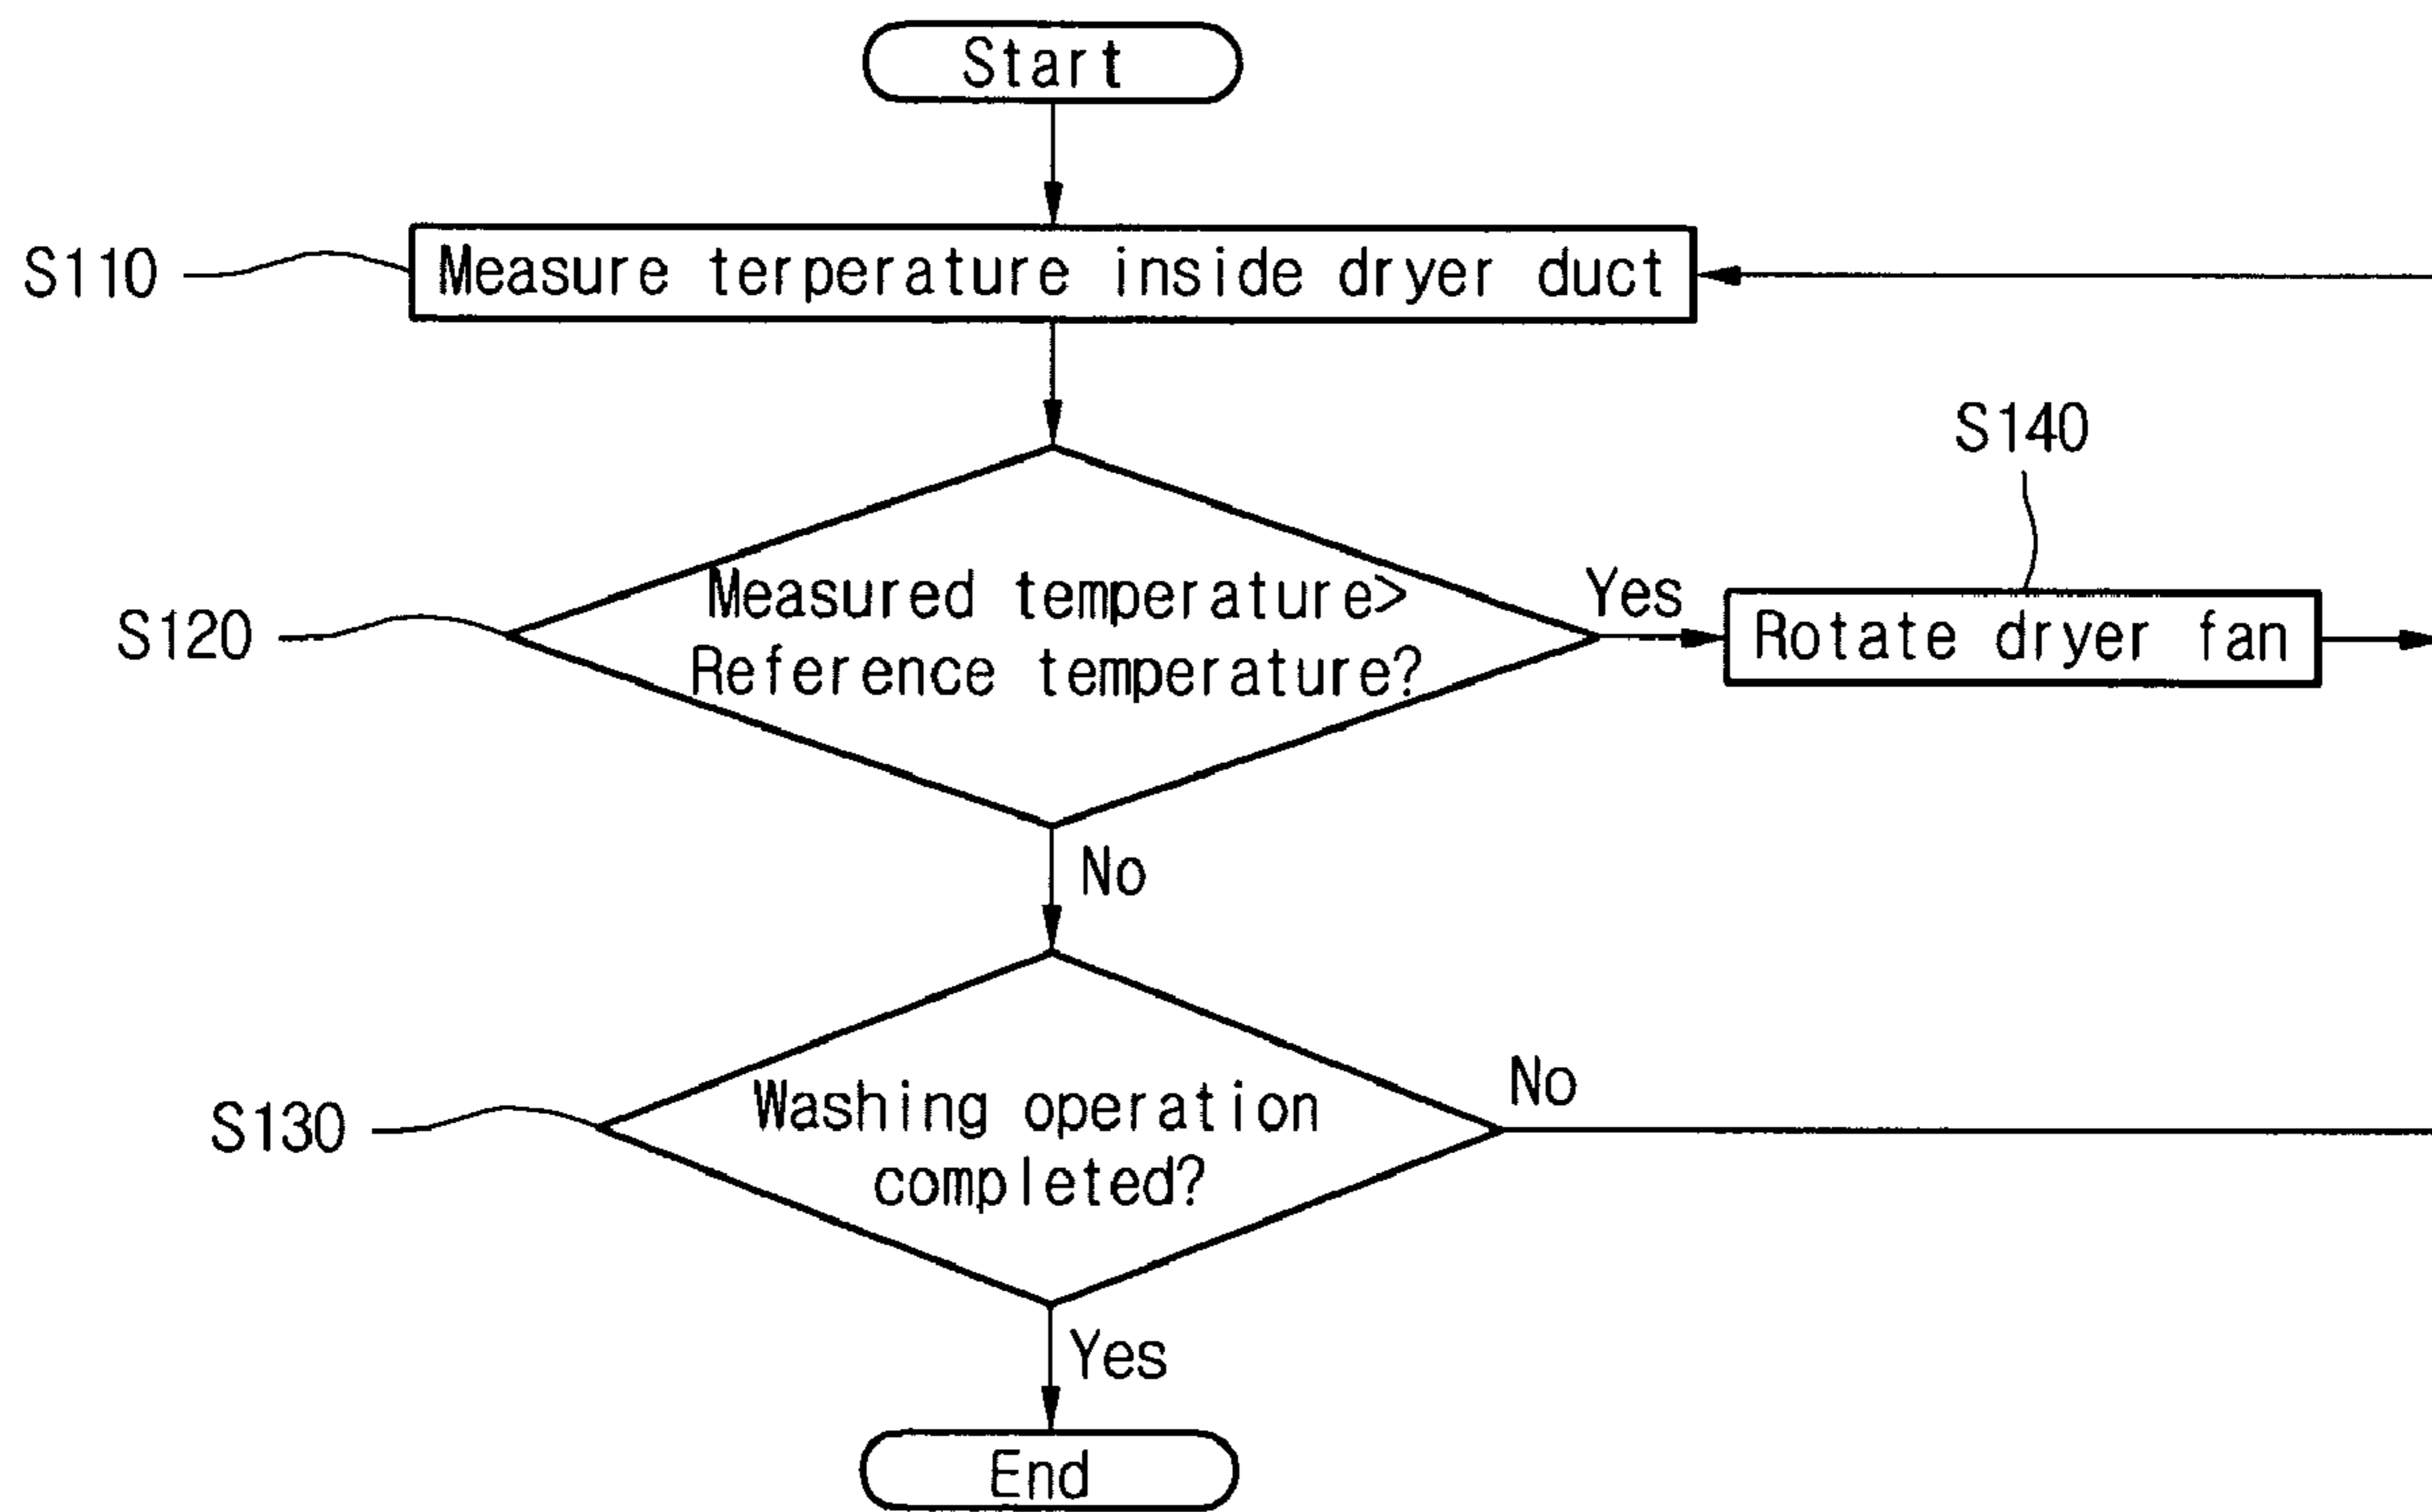 Start
S110
Measure terperature inside dryer duct
S140
S120
Measured temperature>
Reference temperature?
Yes
Rotate dryer fan
No
S130
Washing operation
completed?
No
Yes
End